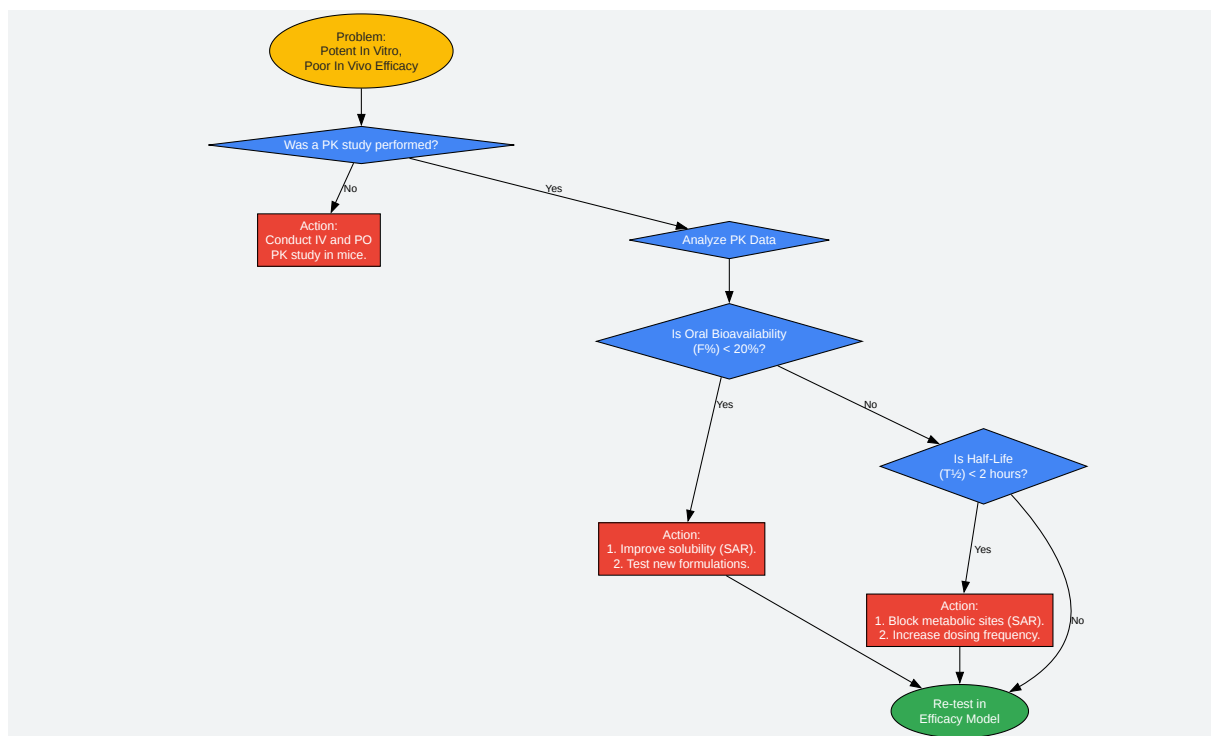 Problem:
Potent In Vitro,
Poor In Vivo Efficacy
Was a PK study performed?
No
Yes
Action:
Conduct IV and PO
PK study in mice.
Analyze PK Data
Is Oral Bioavailability
(F%) < 20%?
Yes
No
Is Half-Life
(T½) < 2 hours?
Action:
1. Improve solubility (SAR).
2. Test new formulations.
Yes
No
Action:
1. Block metabolic sites (SAR).
2. Increase dosing frequency.
Re-test in
Efficacy Model